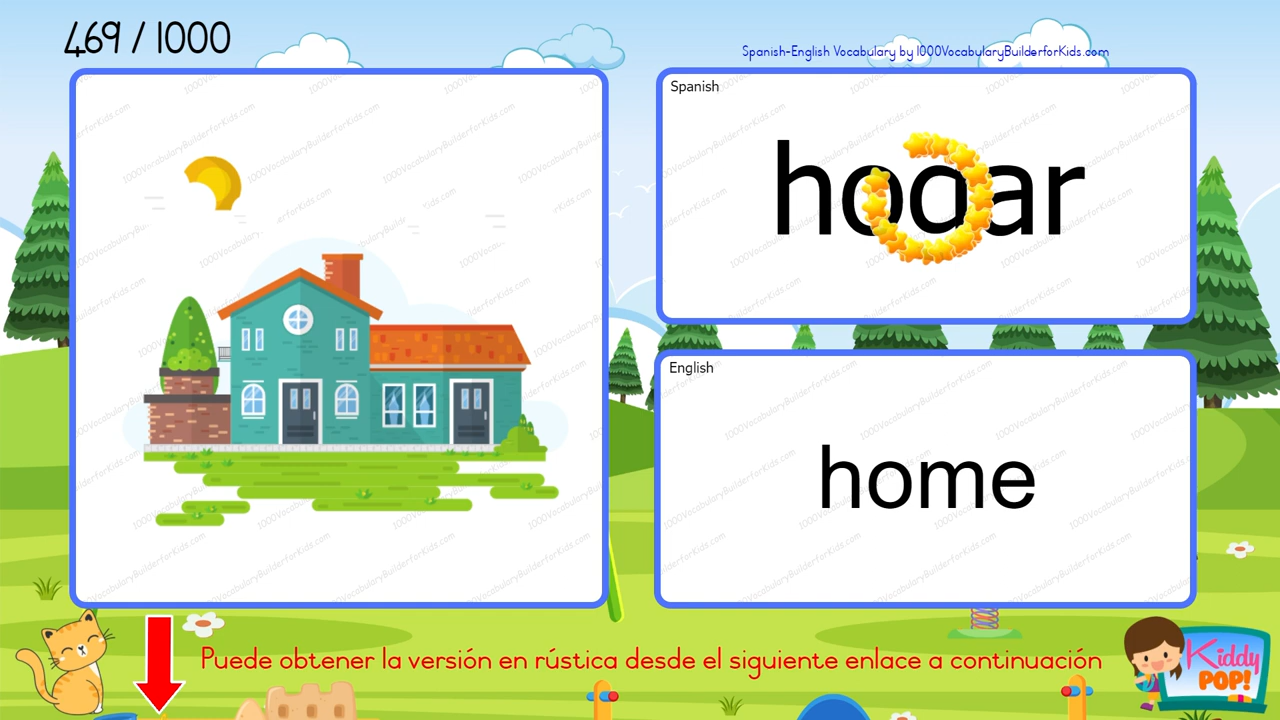 469 / 1000
Spanish-English Vocabulary by 1000VocabularyBuilderforKids.com
Spanish
English
home
Puede obtener la versión en rústica desde el siguiente enlace a continuación
Kiddy
POP!